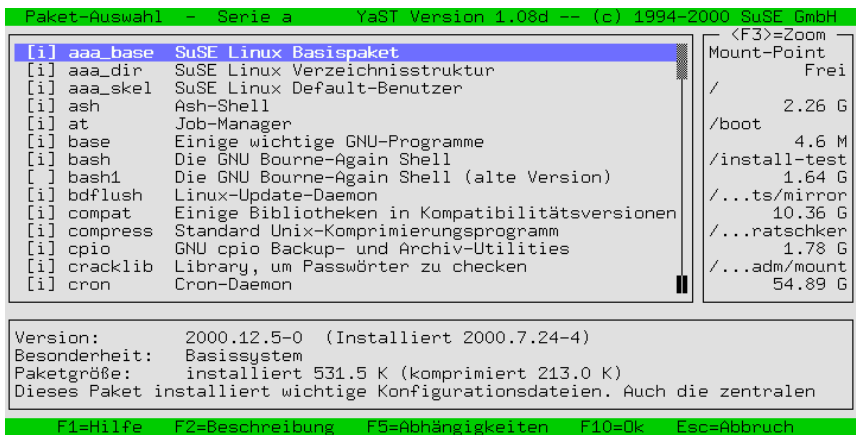 Paket-Auswahl - Serie a YaST Version 1.08d -- (c) 1994-2000 SuSE GmbH
[i] aaa_base SuSE Linux Basispaket
[i] aaa_dir SuSE Linux Verzeichnisstruktur
[i] aaa_skel SuSE Linux Default-Benutzer
[i] ash Ash-Shell
[i] at Job-Manager
[i] base Einige wichtige GNU-Programme
[i] bash Die GNU Bourne-Again Shell
[ ] bash1 Die GNU Bourne-Again Shell (alte Version)
[i] bdflush Linux-Update-Daemon
[i] compat Einige Bibliotheken in Kompatibilitätsversionen
[i] compress Standard Unix-Komprimierungsprogramm
[i] cpio GNU cpio Backup- und Archiv-Utilities
[i] cracklib Library, um Passwörter zu checken
[i] cron Cron-Daemon
<F3>=Zoom
Mount-Point
Frei
/
2.26 G
/boot
4.6 M
/install-test
1.64 G
/...ts/mirror
10.36 G
/...ratschker
1.78 G
/...adm/mount
54.89 G
Version: 2000.12.5-0 (Installiert 2000.7.24-4)
Besonderheit: Basissystem
Paketgröße: installiert 531.5 K (komprimiert 213.0 K)
Dieses Paket installiert wichtige Konfigurationsdateien. Auch die zentralen
F1=Hilfe F2=Beschreibung F5=Abhängigkeiten F10=Ok Esc=Abbruch